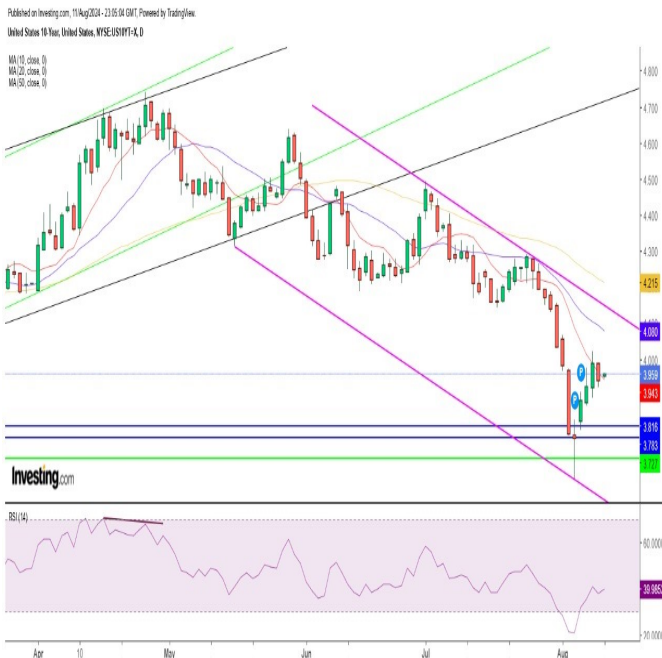 Published on Investing.com, 11/Aug/2024 - 23:05:04 GMT, Powered by TradingView.
United States 10-Year, United States, NYSE:US10YT=X, D
MA (10, close, 0)
MA (20, close, 0)
MA (50, close, 0)
4.800
4.700
4.600
4.500
4.400
4.300
4.215
4.080
4.000
3.959
3.943
3.816
3.783
3.727
P
P
Investing.com
RSI (14)
60.0000
20.0000
Apr 10 May Jun Jul Aug